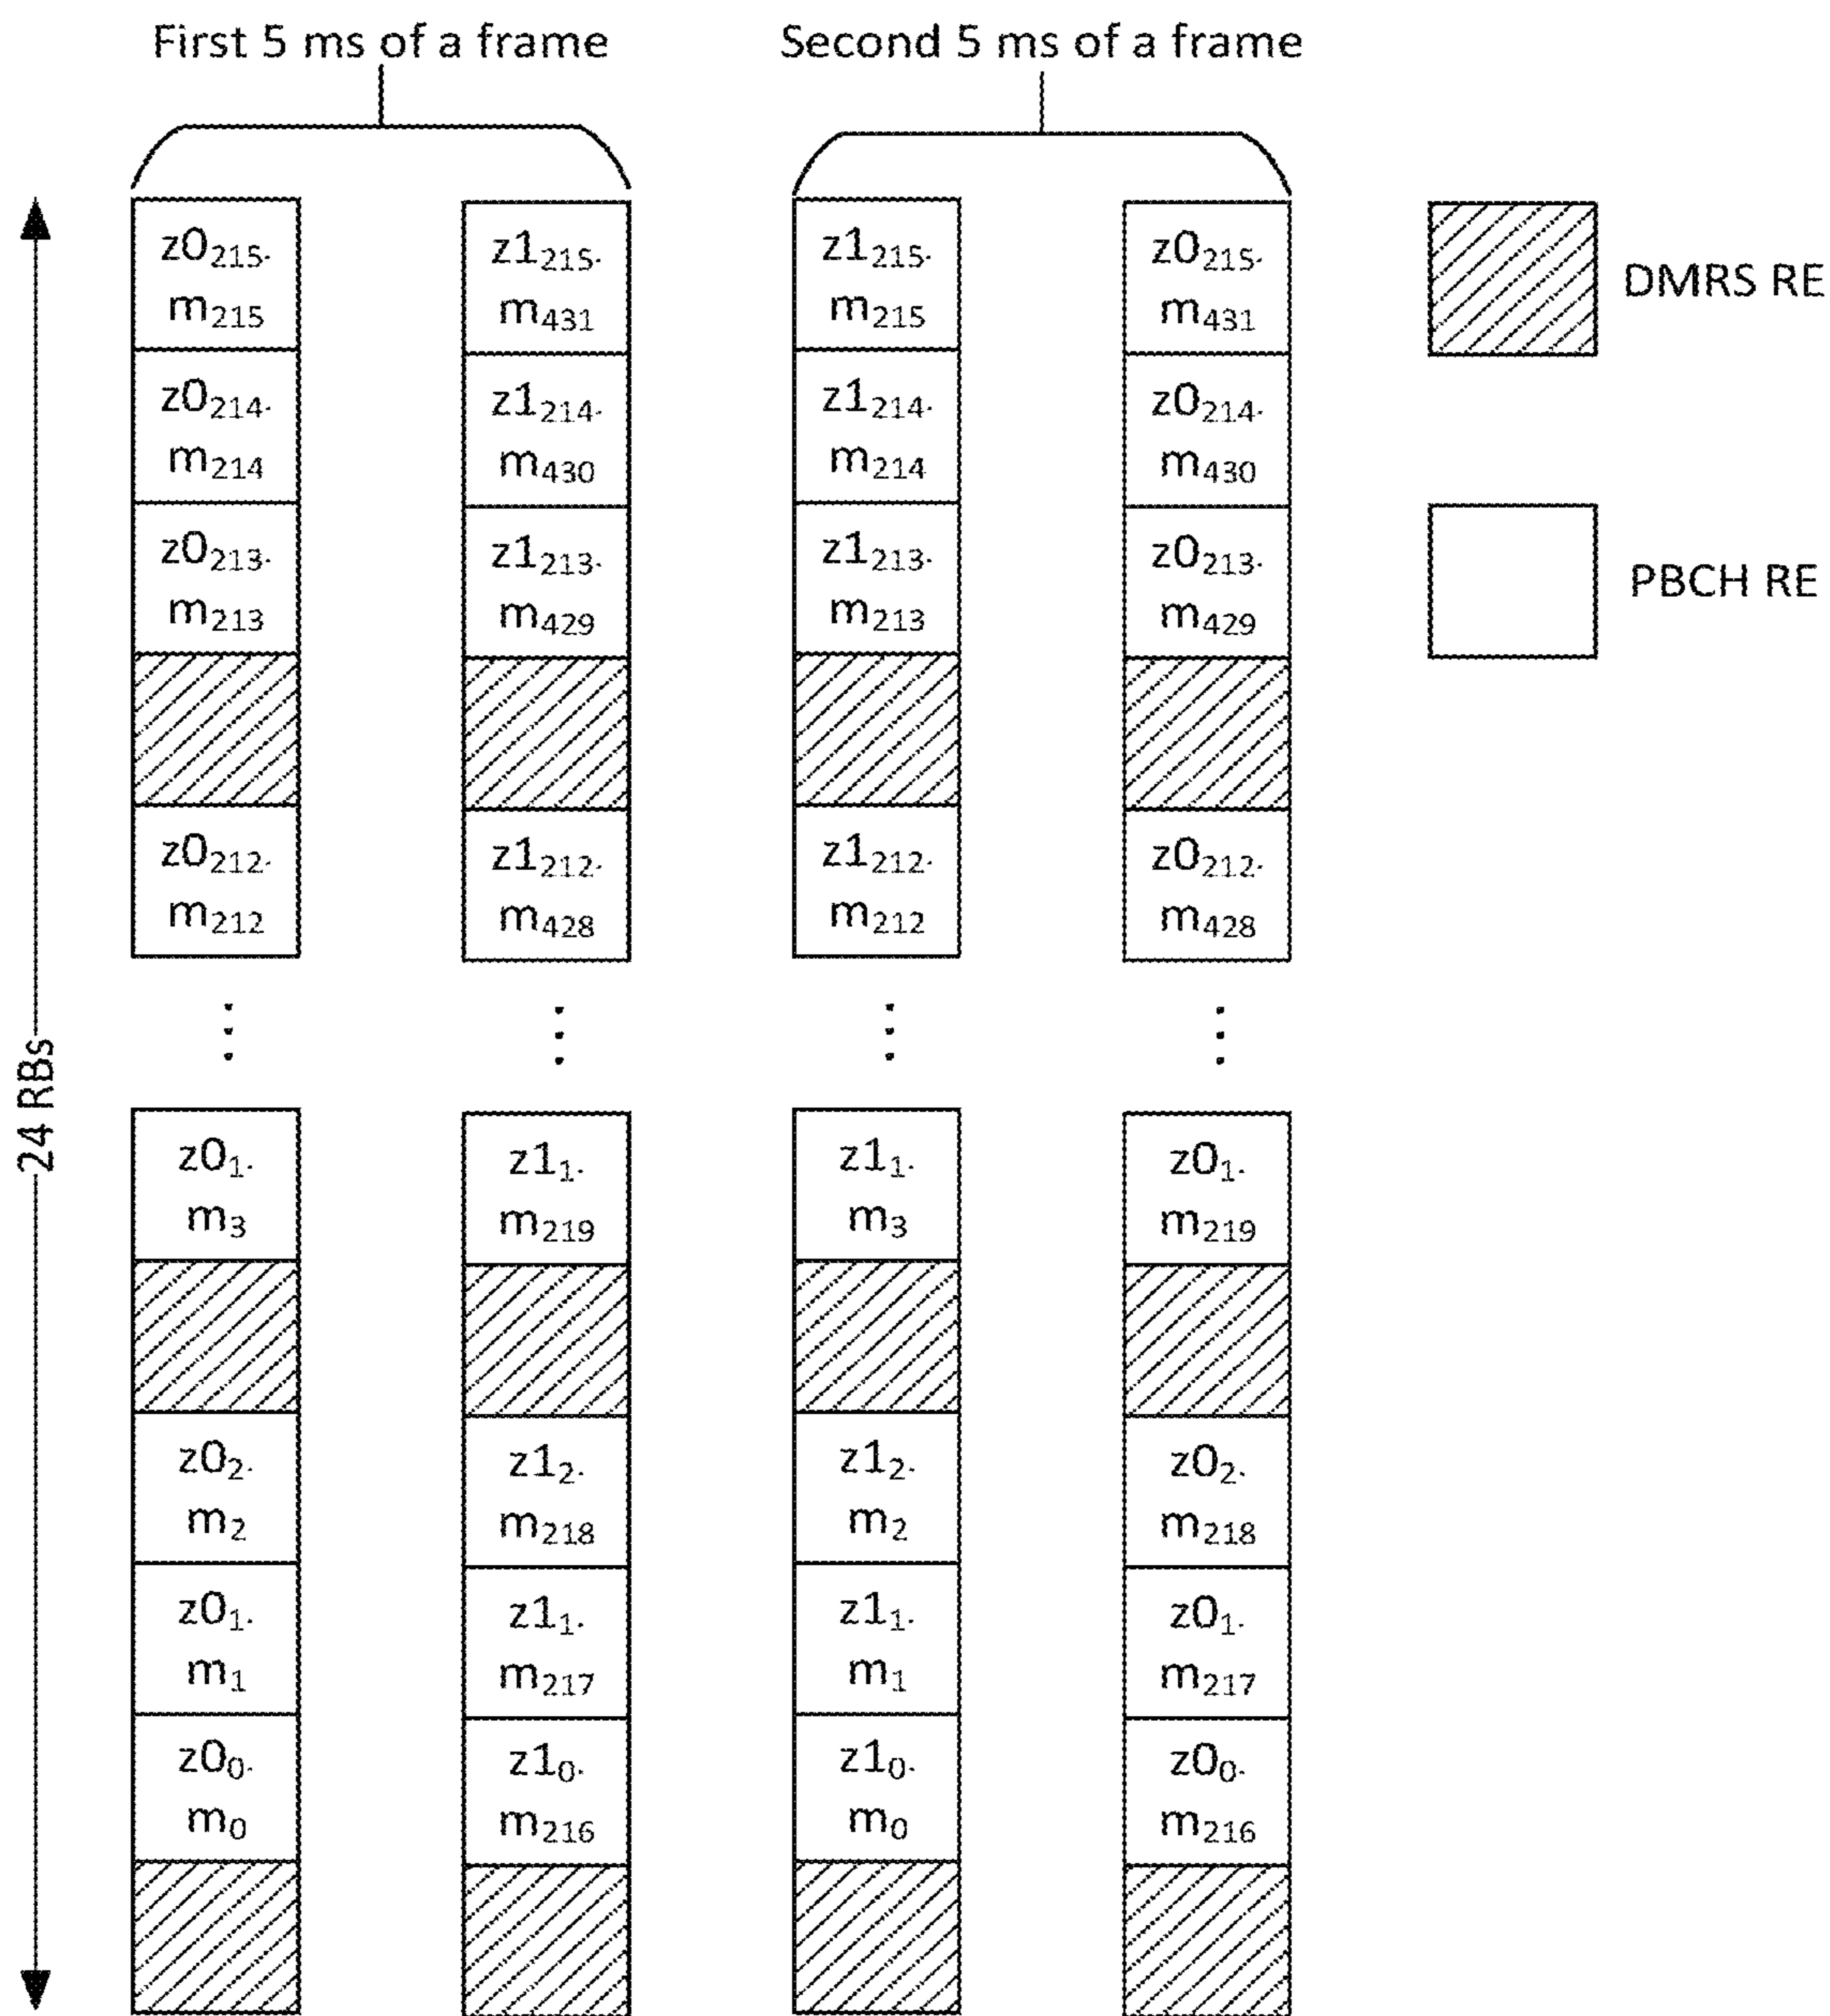 First 5 ms of a frame
Second 5 ms of a frame
z0₂₁₅.
m₂₁₅
z0₂₁₄.
m₂₁₄
z0₂₁₃.
m₂₁₃
z0₂₁₂.
m₂₁₂
⋮
z0₁.
m₃
z0₂.
m₂
z0₁.
m₁
z0₀.
m₀
z1₂₁₅.
m₄₃₁
z1₂₁₄.
m₄₃₀
z1₂₁₃.
m₄₂₉
z1₂₁₂.
m₄₂₈
⋮
z1₁.
m₂₁₉
z1₂.
m₂₁₈
z1₁.
m₂₁₇
z1₀.
m₂₁₆
z1₂₁₅.
m₂₁₅
z1₂₁₄.
m₂₁₄
z1₂₁₃.
m₂₁₃
z1₂₁₂.
m₂₁₂
⋮
z1₁.
m₃
z1₂.
m₂
z1₁.
m₁
z1₀.
m₀
z0₂₁₅.
m₄₃₁
z0₂₁₄.
m₄₃₀
z0₂₁₃.
m₄₂₉
z0₂₁₂.
m₄₂₈
⋮
z0₁.
m₂₁₉
z0₂.
m₂₁₈
z0₁.
m₂₁₇
z0₀.
m₂₁₆
DMRS RE
PBCH RE
24 RBs